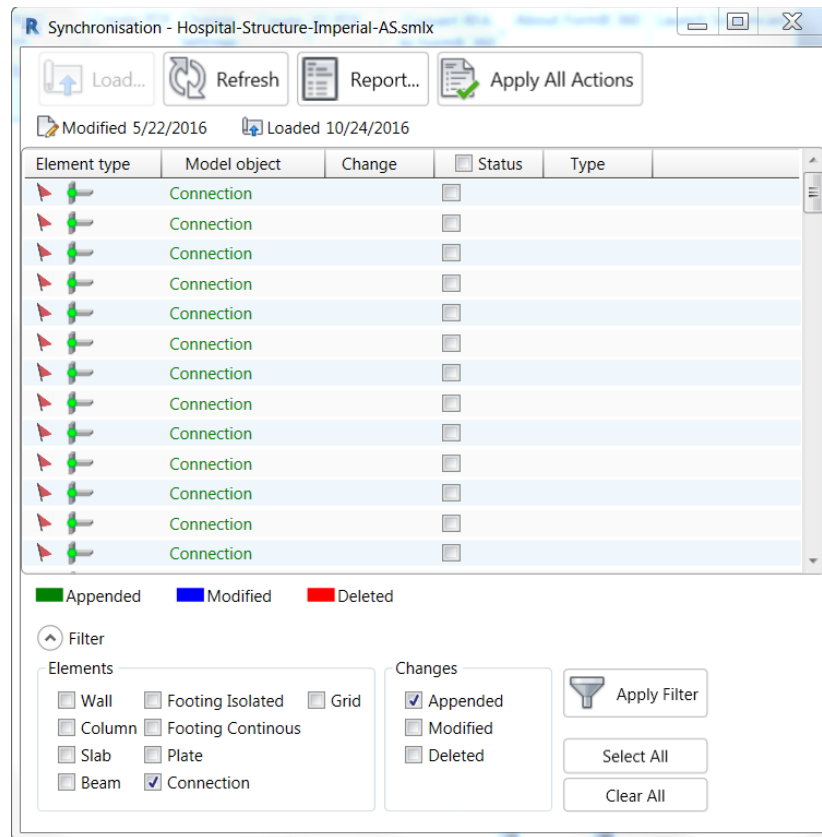 R Synchronisation - Hospital-Structure-Imperial-AS.smlx
Load... Refresh Report... Apply All Actions
Modified 5/22/2016 Loaded 10/24/2016
Element type Model object Change Status Type
Connection
Connection
Connection
Connection
Connection
Connection
Connection
Connection
Connection
Connection
Connection
Connection
Connection
Appended Modified Deleted
Filter
Elements Changes
Wall Footing Isolated Grid Appended Apply Filter
Column Footing Continous Modified
Slab Plate Deleted Select All
Beam Connection
Clear All